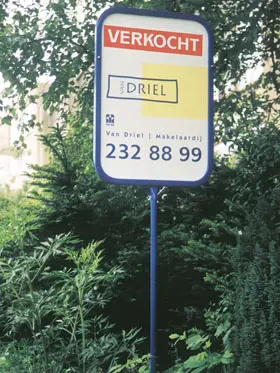 VERKOCHT
VAN DRIEL
Van Driel | Makelaardij
232 88 99